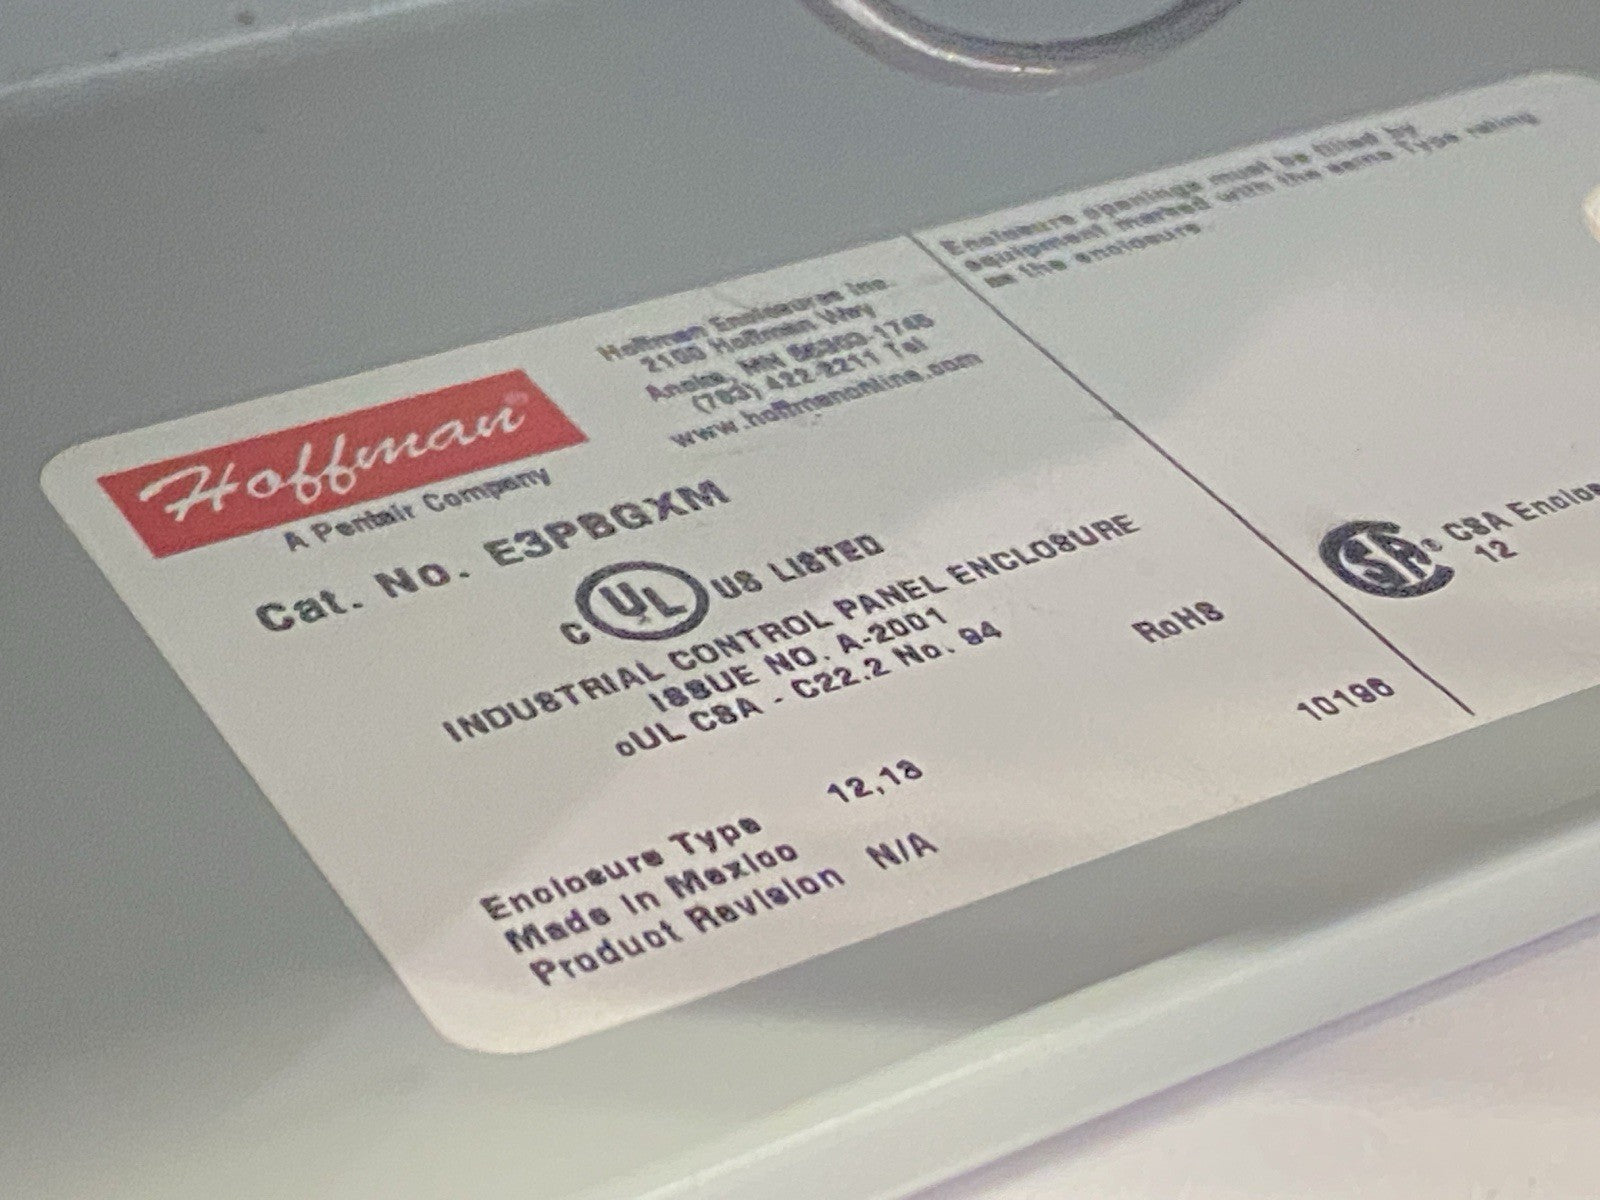 Hoffman®
A Pentair Company
Hoffman Enclosures Inc.
2100 Hoffman Way
Anoka, MN 55303-1745
(763) 422-2211 Tel
www.hoffmanonline.com
Cat. No. E3PBGXM
C UL US LISTED
INDUSTRIAL CONTROL PANEL ENCLOSURE
ISSUE NO. A-2001
cUL CSA - C22.2 No. 94
RoHS
10196
Enclosure Type 12,13
Made In Mexico
Product Revision N/A
Enclosure openings must be filled by
equipment marked with the same Type rating
as the enclosure
SA® CSA Enclos
12